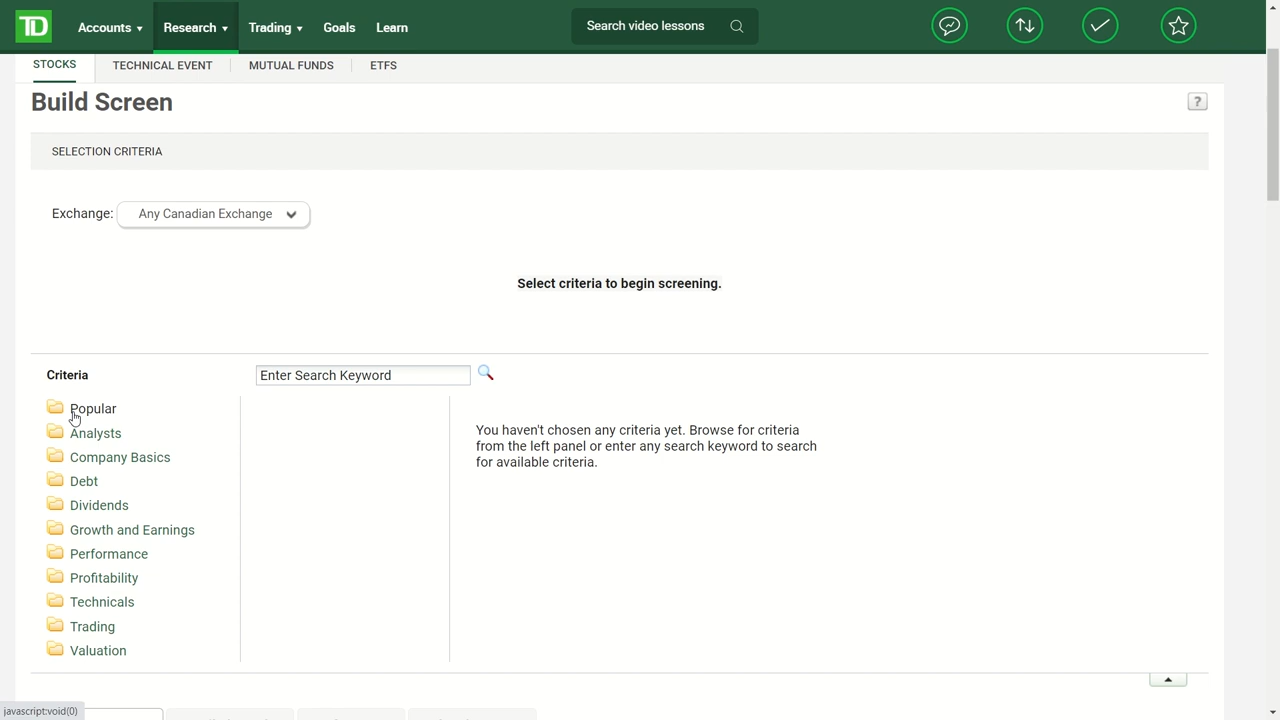 TD Accounts Research Trading Goals Learn Search video lessons
STOCKS TECHNICAL EVENT MUTUAL FUNDS ETFS
Build Screen ?
SELECTION CRITERIA
Exchange: Any Canadian Exchange
Select criteria to begin screening.
Criteria Enter Search Keyword
Popular
Analysts
Company Basics
Debt
Dividends
Growth and Earnings
Performance
Profitability
Technicals
Trading
Valuation
You haven't chosen any criteria yet. Browse for criteria
from the left panel or enter any search keyword to search
for available criteria.
javascript:void(0)